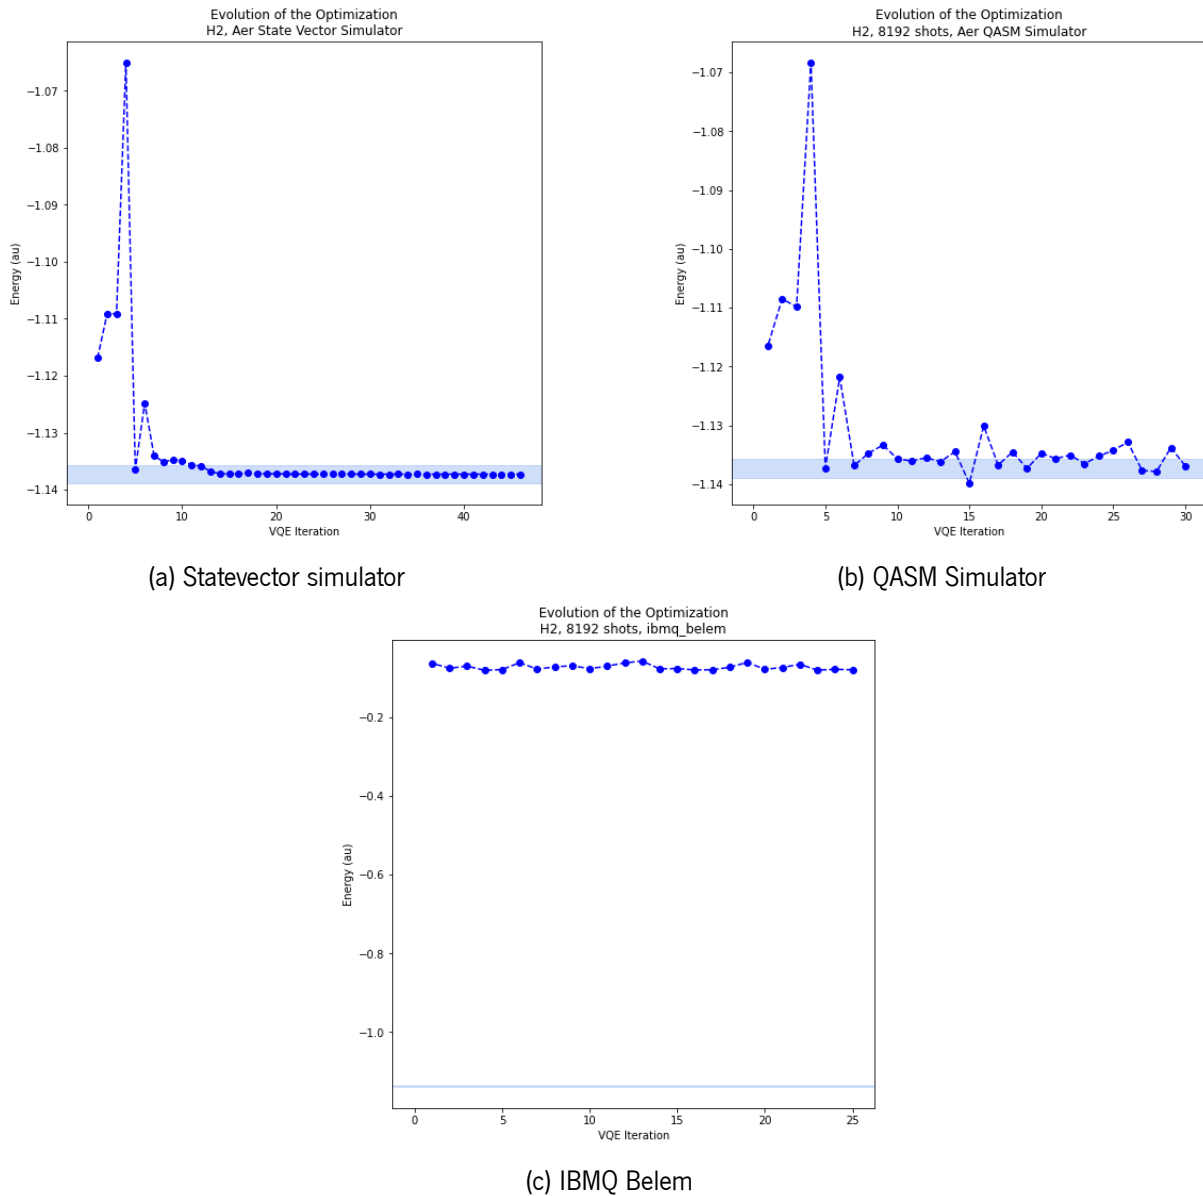 Evolution of the Optimization
H2, Aer State Vector Simulator
−1.07
−1.08
−1.09
−1.10
−1.11
−1.12
−1.13
−1.14
Energy (au)
0 10 20 30 40
VQE Iteration
(a) Statevector simulator
Evolution of the Optimization
H2, 8192 shots, Aer QASM Simulator
−1.07
−1.08
−1.09
−1.10
−1.11
−1.12
−1.13
−1.14
Energy (au)
0 5 10 15 20 25 30
VQE Iteration
(b) QASM Simulator
Evolution of the Optimization
H2, 8192 shots, ibmq_belem
−0.2
−0.4
−0.6
−0.8
−1.0
Energy (au)
0 5 10 15 20 25
VQE Iteration
(c) IBMQ Belem